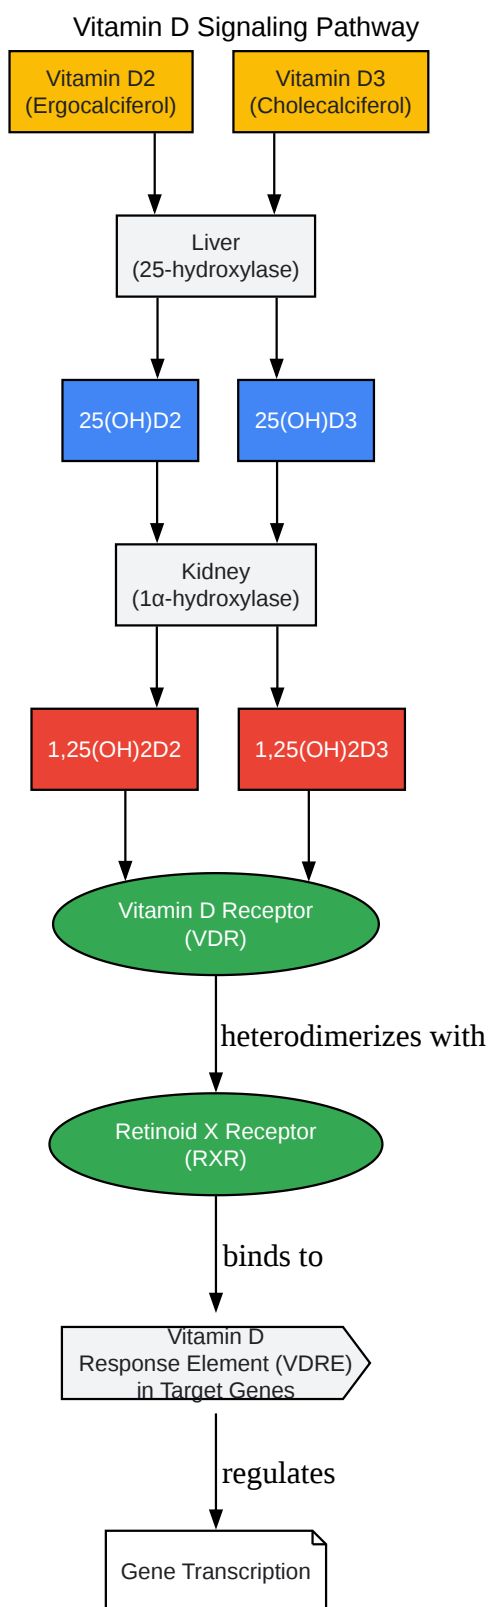 Vitamin D Signaling Pathway
Vitamin D2
(Ergocalciferol)
Vitamin D3
(Cholecalciferol)
Liver
(25-hydroxylase)
25(OH)D2
25(OH)D3
Kidney
(1α-hydroxylase)
1,25(OH)2D2
1,25(OH)2D3
Vitamin D Receptor
(VDR)
heterodimerizes with
Retinoid X Receptor
(RXR)
binds to
Vitamin D
Response Element (VDRE)
in Target Genes
regulates
Gene Transcription